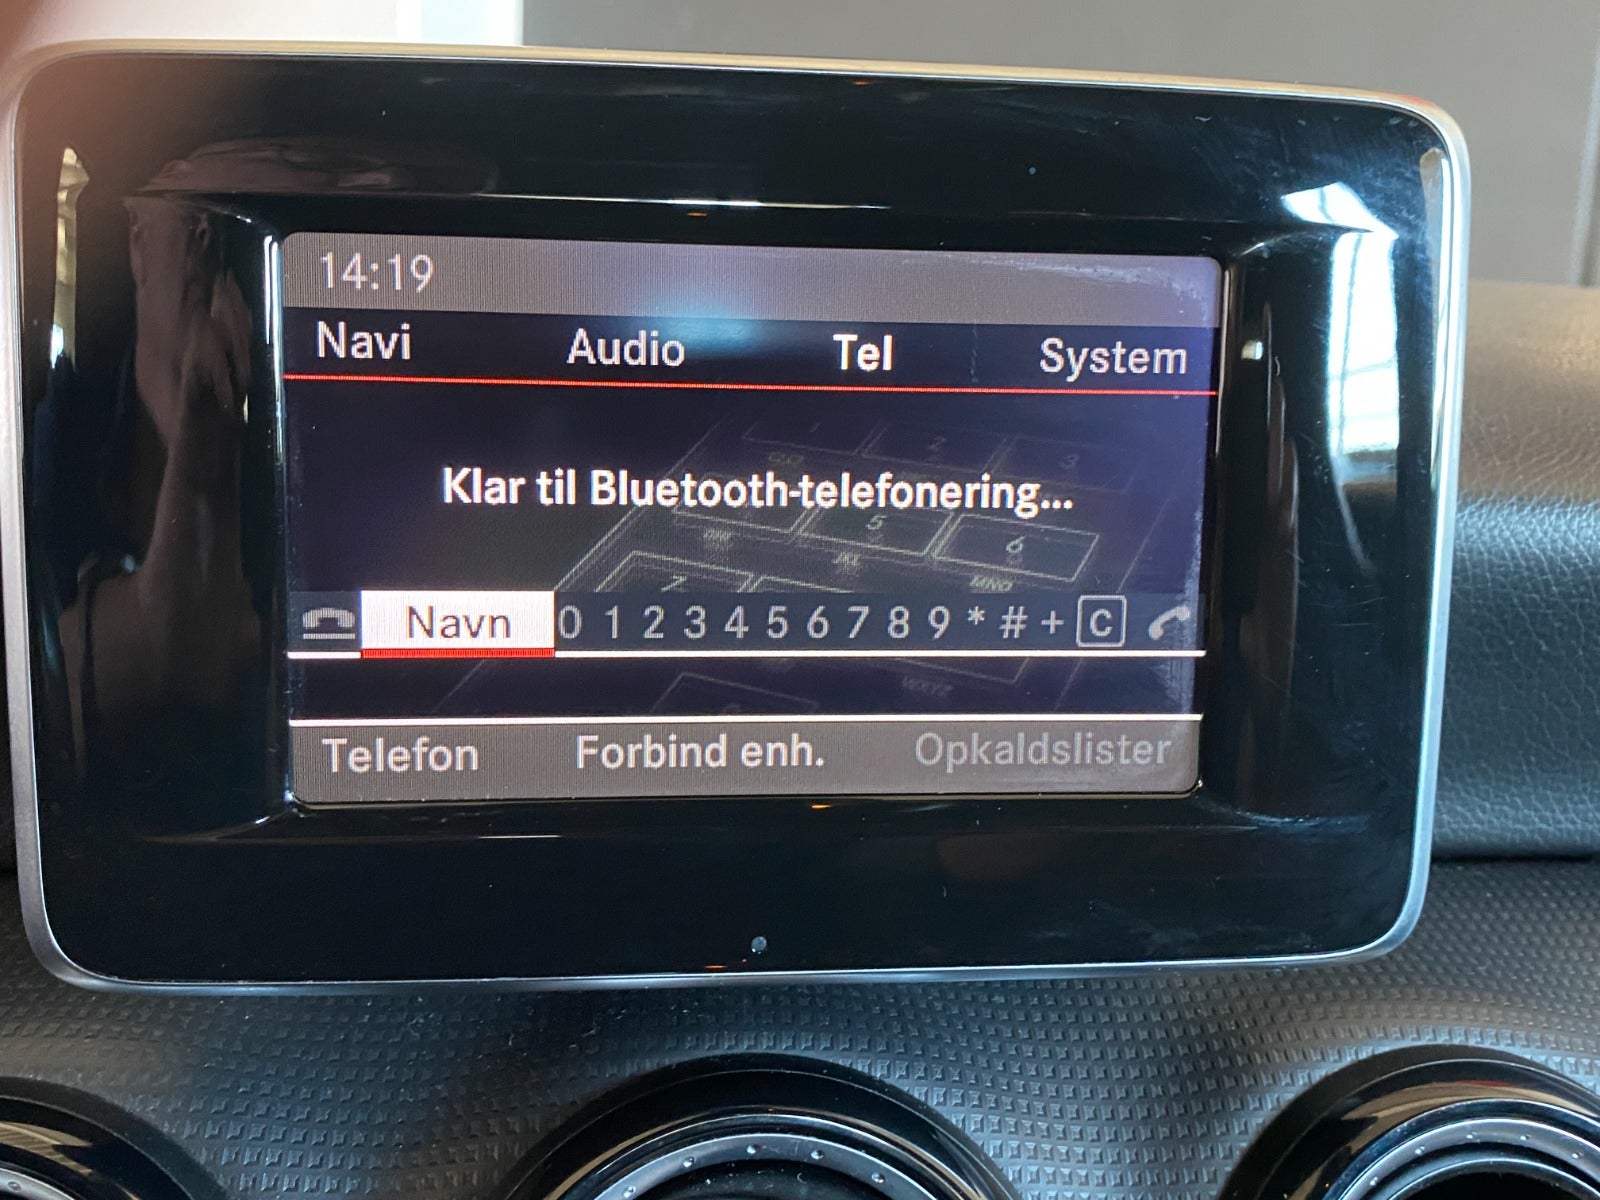 14:19
Navi Audio Tel System
Klar til Bluetooth-telefonering...
Navn 0 1 2 3 4 5 6 7 8 9 * # + C
Telefon Forbind enh. Opkaldslister